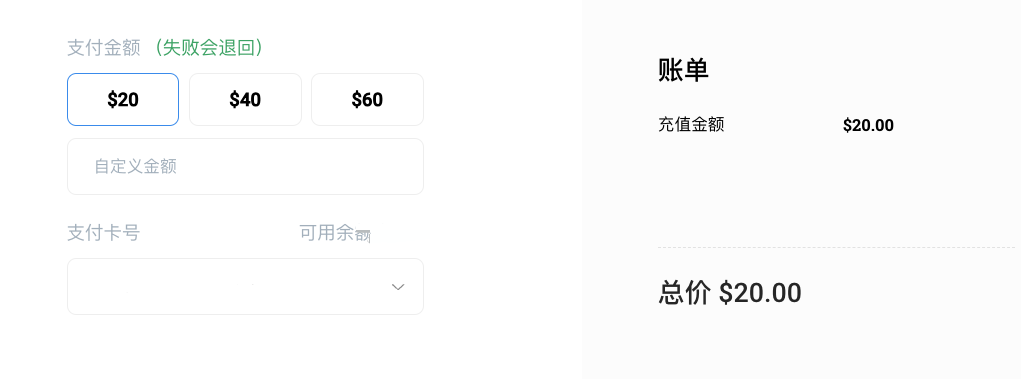 支付金额 (失败会退回)
$20 $40 $60
自定义金额
支付卡号 可用余额
账单
充值金额 $20.00
总价 $20.00